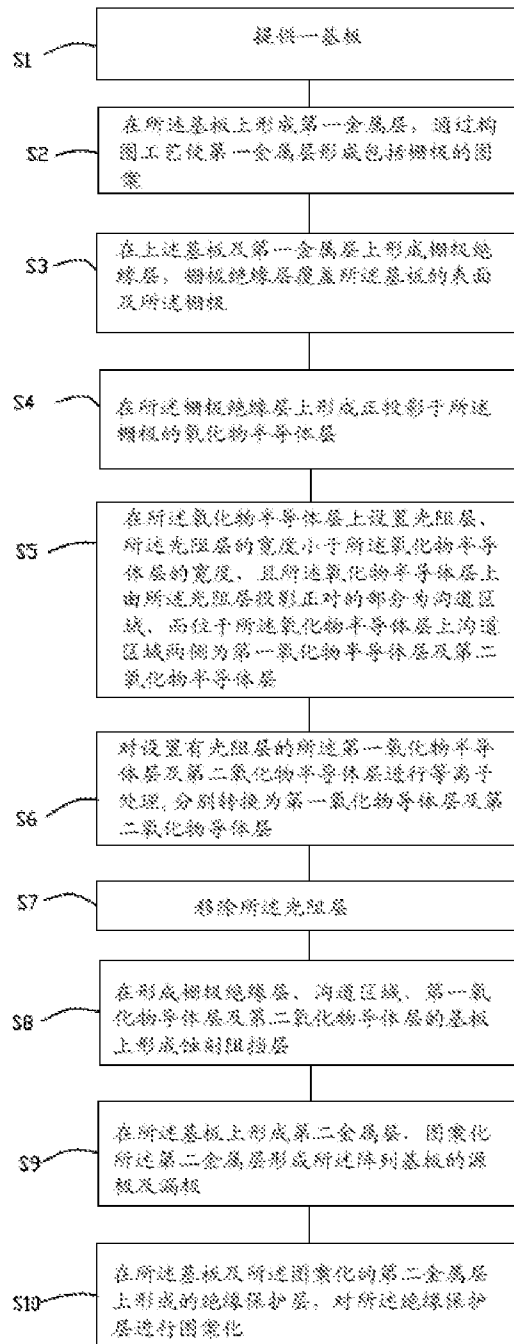 S1
提供一基板
S2
在所述基板上形成第一金属层，通过构
图工艺使第一金属层形成包括栅极的图
案
S3
在上述基板及第一金属层上形成栅极绝
缘层，栅极绝缘层覆盖所述基板的表面
及所述栅极
S4
在所述栅极绝缘层上形成正投影于所述
栅极的氧化物半导体层
S5
在所述氧化物半导体层上设置光阻层，
所述光阻层的宽度小于所述氧化物半导
体层的宽度，且所述氧化物半导体层上
由所述光阻层投影正对的部分为沟道区
域，而位于所述氧化物半导体层上沟道
区域两侧为第一氧化物半导体层及第二
氧化物半导体层
S6
对设置有光阻层的所述第一氧化物半导
体层及第二氧化物半导体层进行等离子
处理,分别转换为第一氧化物导体层及第
二氧化物导体层
S7
移除所述光阻层
S8
在形成栅极绝缘层、沟道区域、第一氧
化物导体层及第二氧化物导体层的基板
上形成蚀刻阻挡层
S9
在所述基板上形成第二金属层，图案化
所述第二金属层形成所述阵列基板的源
极及漏极
S10
在所述基板及所述图案化的第二金属层
上形成的绝缘保护层，对所述绝缘保护
层进行图案化